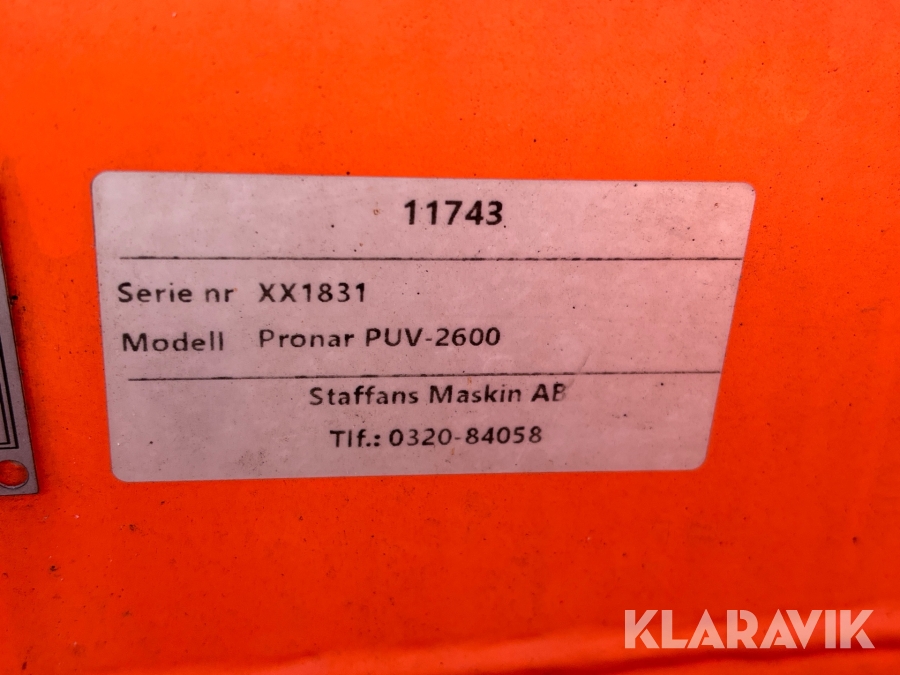 11743
Serie nr XX1831
Modell Pronar PUV-2600
Staffans Maskin AB
Tlf.: 0320-84058
KLARAVIK